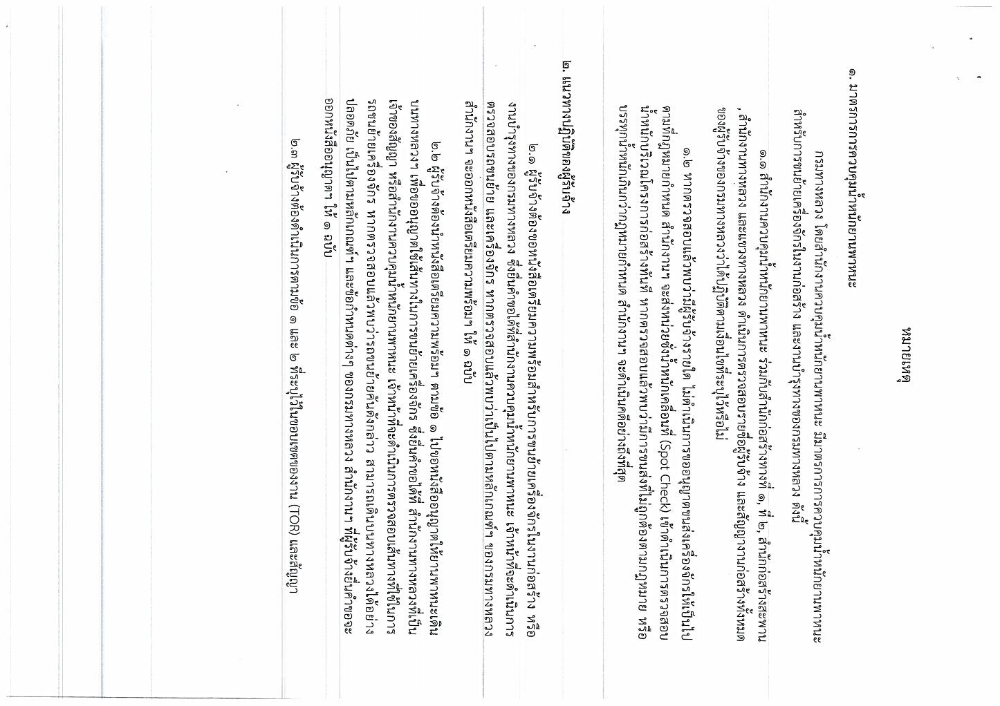 หมายเหตุ
๑. มาตรการการควบคุมน้ำหนักยานพาหนะ
กรมทางหลวง โดยสำนักงานควบคุมน้ำหนักยานพาหนะ มีมาตรการการควบคุมน้ำหนักยานพาหนะ
สำหรับการขนย้ายเครื่องจักรในงานก่อสร้าง และงานบำรุงทางของกรมทางหลวง ดังนี้
๑.๑ สำนักงานควบคุมน้ำหนักยานพาหนะ ร่วมกับสำนักก่อสร้างทางที่ ๑, ที่ ๒, สำนักก่อสร้างสะพาน
, สำนักงานทางหลวง และแขวงทางหลวง ดำเนินการตรวจสอบรายชื่อผู้รับจ้าง และสัญญางานก่อสร้างทั้งหมด
ของผู้รับจ้างของกรมทางหลวงว่าได้ปฏิบัติตามเงื่อนไขที่ระบุไว้หรือไม่
๑.๒ หากตรวจสอบแล้วพบว่ามีผู้รับจ้างรายใด ไม่ดำเนินการขออนุญาตขนส่งเครื่องจักรให้เป็นไป
ตามที่กฎหมายกำหนด สำนักงานฯ จะส่งหน่วยชั่งน้ำหนักเคลื่อนที่ (Spot Check) เข้าดำเนินการตรวจสอบ
น้ำหนักบริเวณโครงการก่อสร้างทันที หากตรวจสอบแล้วพบว่ามีการขนส่งที่ไม่ถูกต้องตามกฎหมาย หรือ
บรรทุกน้ำหนักเกินกว่ากฎหมายกำหนด สำนักงานฯ จะดำเนินคดีอย่างถึงที่สุด
๒. แนวทางปฏิบัติของผู้รับจ้าง
๒.๑ ผู้รับจ้างต้องขอหนังสือเตรียมความพร้อมสำหรับการขนย้ายเครื่องจักรในงานก่อสร้าง หรือ
งานบำรุงทางของกรมทางหลวง ซึ่งยื่นคำขอได้ที่สำนักงานควบคุมน้ำหนักยานพาหนะ เจ้าหน้าที่จะดำเนินการ
ตรวจสอบรถขนย้าย และเครื่องจักร หากตรวจสอบแล้วพบว่าเป็นไปตามหลักเกณฑ์ฯ ของกรมทางหลวง
สำนักงานฯ จะออกหนังสือเตรียมความพร้อมฯ ให้ ๑ ฉบับ
๒.๒ ผู้รับจ้างต้องนำหนังสือเตรียมความพร้อมฯ ตามข้อ ๑ ไปขอหนังสืออนุญาตให้ยานพาหนะเดิน
บนทางหลวงฯ เพื่อขออนุญาตใช้เส้นทางในการขนย้ายเครื่องจักร ซึ่งยื่นคำขอได้ที่ สำนักงานทางหลวงที่เป็น
เจ้าของสัญญา หรือสำนักงานควบคุมน้ำหนักยานพาหนะ เจ้าหน้าที่จะดำเนินการตรวจสอบเส้นทางที่ใช้ในการ
รถขนย้ายเครื่องจักร หากตรวจสอบแล้วพบว่ารถขนย้ายคันดังกล่าว สามารถเดินบนทางหลวงได้อย่าง
ปลอดภัย เป็นไปตามหลักเกณฑ์ฯ และข้อกำหนดต่างๆ ของกรมทางหลวง สำนักงานฯ ที่ผู้รับจ้างยื่นคำขอจะ
ออกหนังสืออนุญาตฯ ให้ ๑ ฉบับ
๒.๓ ผู้รับจ้างต้องดำเนินการตามข้อ ๑ และ ๒ ที่ระบุไว้ในขอบเขตของงาน (TOR) และสัญญา